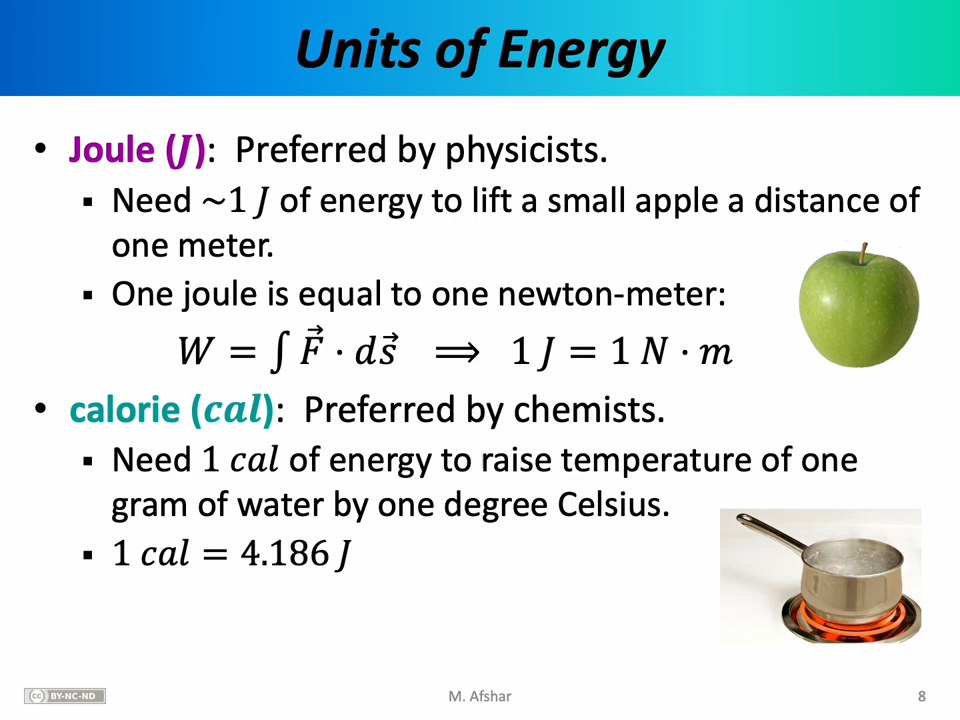 Units of Energy
• Joule (J): Preferred by physicists.
▪ Need ~1 J of energy to lift a small apple a distance of
one meter.
▪ One joule is equal to one newton-meter:
W = ∫ F⃗ · ds⃗ ⟹ 1 J = 1 N · m
• calorie (cal): Preferred by chemists.
▪ Need 1 cal of energy to raise temperature of one
gram of water by one degree Celsius.
▪ 1 cal = 4.186 J
cc BY-NC-ND
M. Afshar
8